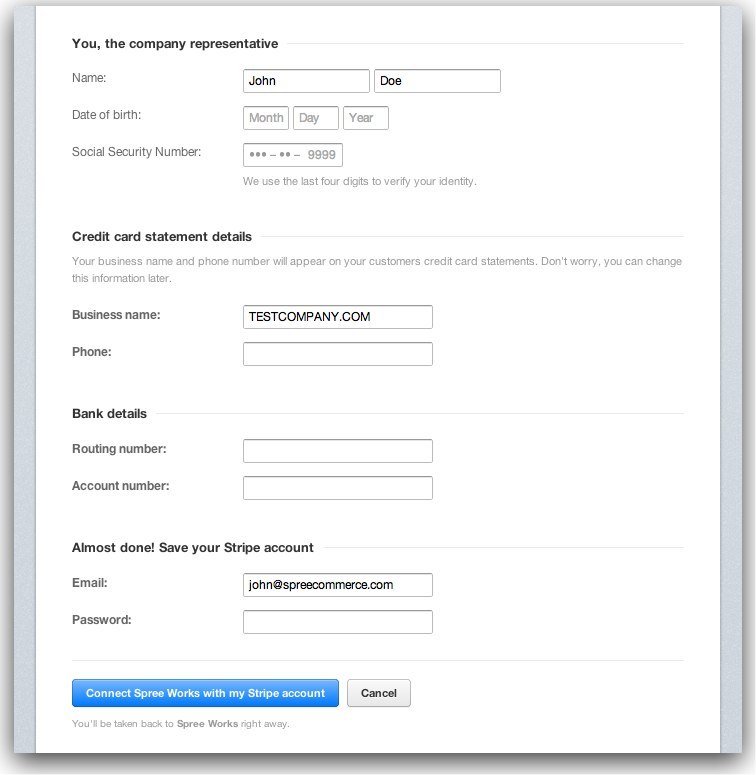 You, the company representative
Name: John Doe
Date of birth: Month Day Year
Social Security Number: ••• – •• – 9999
We use the last four digits to verify your identity.
Credit card statement details
Your business name and phone number will appear on your customers credit card statements. Don't worry, you can change
this information later.
Business name: TESTCOMPANY.COM
Phone:
Bank details
Routing number:
Account number:
Almost done! Save your Stripe account
Email: john@spreecommerce.com
Password:
Connect Spree Works with my Stripe account Cancel
You'll be taken back to Spree Works right away.